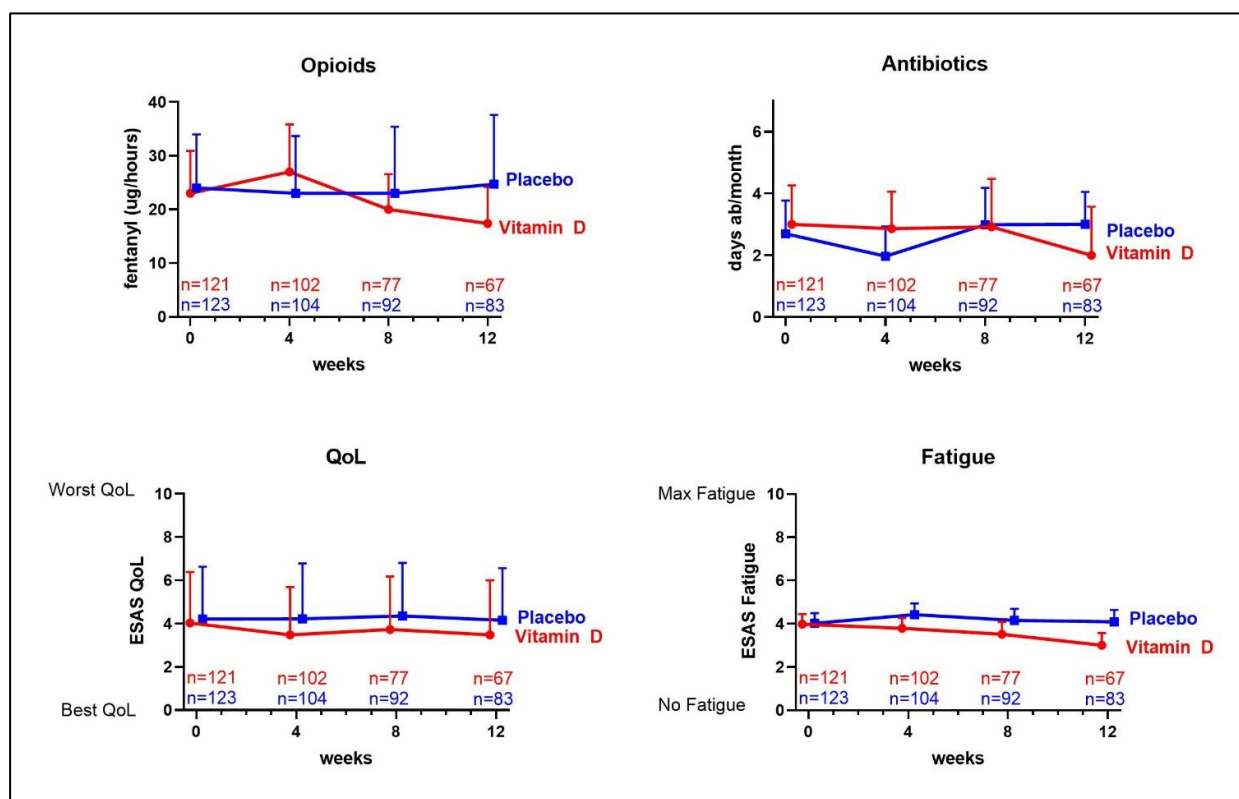 Opioids
40
30
20
10
0
fentanyl (ug/hours)
Placebo
Vitamin D
n=121 n=102 n=77 n=67
n=123 n=104 n=92 n=83
0 4 8 12
weeks
Antibiotics
6
4
2
0
days ab/month
Placebo
Vitamin D
n=121 n=102 n=77 n=67
n=123 n=104 n=92 n=83
0 4 8 12
weeks
QoL
Worst QoL
10
8
6
4
2
0
ESAS QoL
Placebo
Vitamin D
n=121 n=102 n=77 n=67
n=123 n=104 n=92 n=83
Best QoL
0 4 8 12
weeks
Fatigue
Max Fatigue
10
8
6
4
2
0
ESAS Fatigue
Placebo
Vitamin D
n=121 n=102 n=77 n=67
n=123 n=104 n=92 n=83
No Fatigue
0 4 8 12
weeks